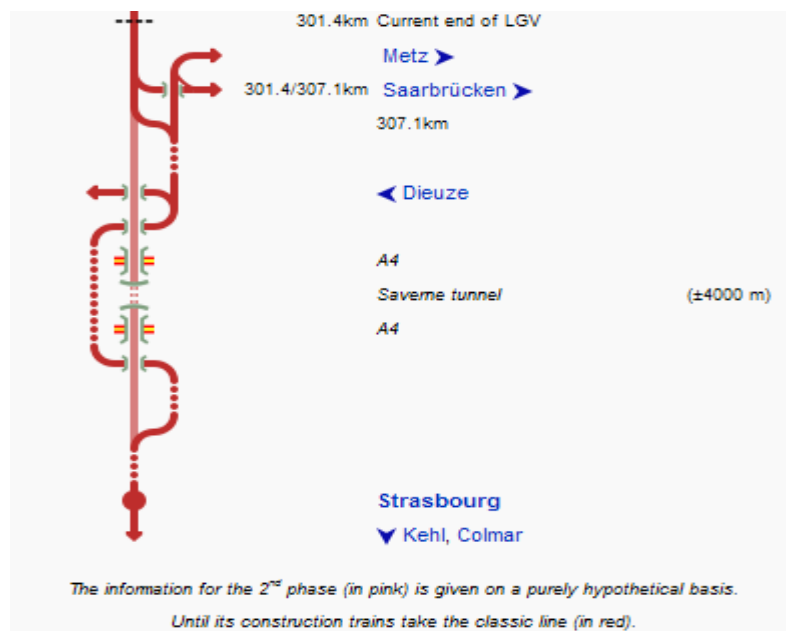 301.4km Current end of LGV
Metz ➤
301.4/307.1km Saarbrücken ➤
307.1km
⮜ Dieuze
A4
Saverne tunnel (±4000 m)
A4
Strasbourg
⮟ Kehl, Colmar
The information for the 2nd phase (in pink) is given on a purely hypothetical basis.
Until its construction trains take the classic line (in red).